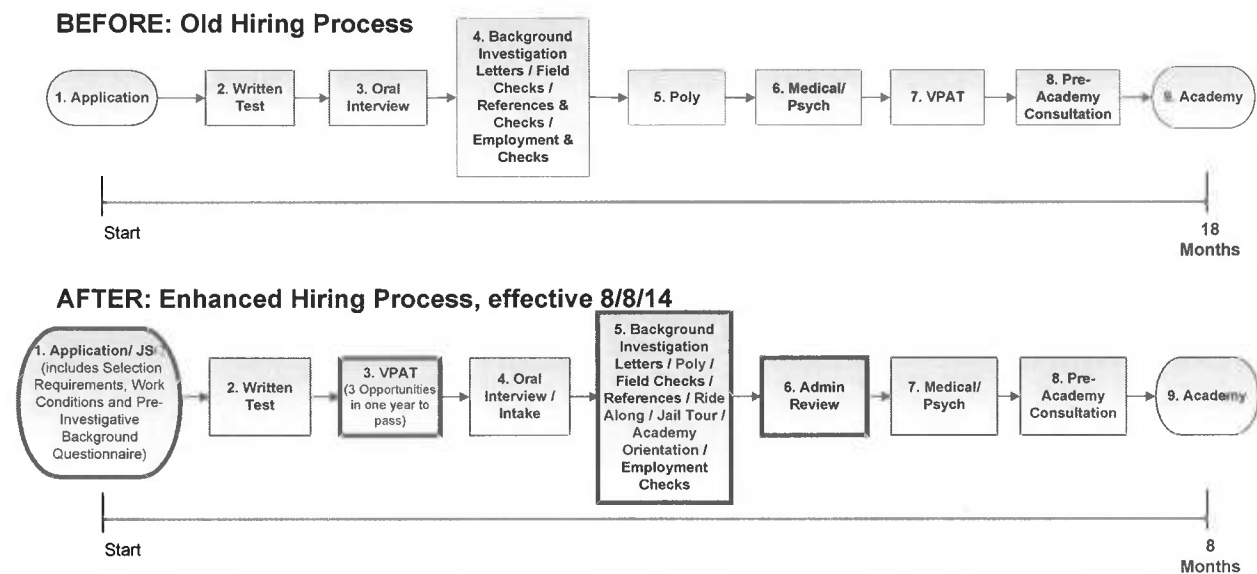 BEFORE: Old Hiring Process
1. Application
2. Written
Test
3. Oral
Interview
4. Background
Investigation
Letters / Field
Checks /
References &
Checks /
Employment &
Checks
5. Poly
6. Medical/
Psych
7. VPAT
8. Pre-
Academy
Consultation
9. Academy
Start
18
Months
AFTER: Enhanced Hiring Process, effective 8/8/14
1. Application/
(includes Selection
Requirements, Work
Conditions and Pre-
Investigative
Background
Questionnaire)
2. Written
Test
3. VPAT
(3 Opportunities
in one year to
pass)
4. Oral
Interview /
Intake
5. Background
Investigation
Letters / Poly /
Field Checks /
References / Ride
Along / Jail Tour /
Academy
Orientation /
Employment
Checks
6. Admin
Review
7. Medical/
Psych
8. Pre-
Academy
Consultation
9. Academy
Start
8
Months